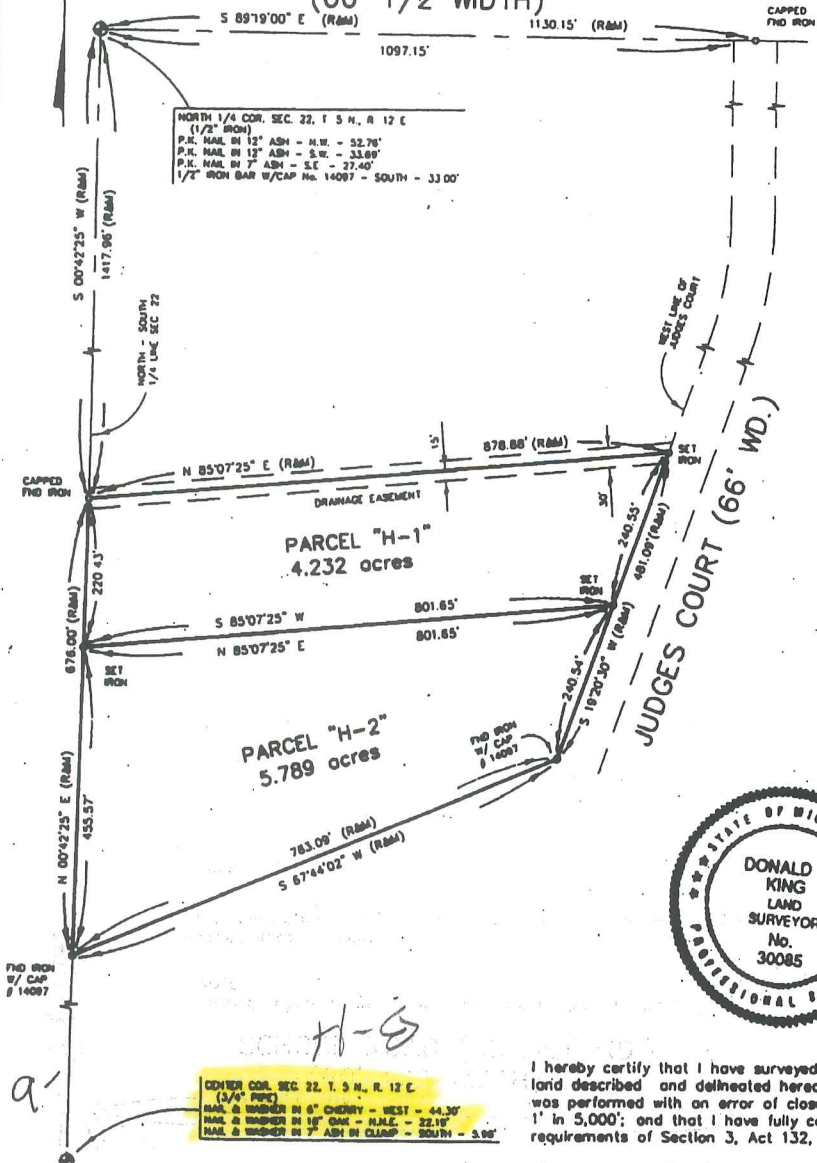 (60' 1/2 WIDTH)
S 89°19'00" E (R&M)
1130.15' (R&M)
1097.15'
CAPPED
FND IRON
NORTH 1/4 COR. SEC. 22, T 5 N., R 12 E
(1/2" IRON)
P.K. NAIL IN 12" ASH - N.W. - 52.76'
P.K. NAIL IN 12" ASH - S.W. - 33.69'
P.K. NAIL IN 7" ASH - S.E - 27.40'
1/2" IRON BAR W/CAP No. 14097 - SOUTH - 33.00'
S 00°42'25" W (R&M)
1417.96' (R&M)
NORTH - SOUTH
1/4 LINE SEC 22
WEST LINE OF
JUDGES COURT
JUDGES COURT (66' WD.)
CAPPED
FND IRON
N 85°07'25" E (R&M)
878.88' (R&M)
15'
30'
SET
IRON
DRAINAGE EASEMENT
PARCEL "H-1"
4.232 acres
240.55'
481.09' (R&M)
220.43'
676.00' (R&M)
SET
IRON
S 85°07'25" W
801.65'
N 85°07'25" E
801.65'
SET
IRON
240.54'
S 19°20'30" W (R&M)
PARCEL "H-2"
5.789 acres
FND IRON
W/ CAP
# 14097
N 00°42'25" E (R&M)
455.57'
783.09' (R&M)
S 67°44'02" W (R&M)
FND IRON
W/ CAP
# 14097
STATE OF MIC
DONALD
KING
LAND
SURVEYOR
No.
30085
PROFESSIONAL S
H-3
9'
CENTER COR. SEC. 22, T. 5 N., R. 12 E.
(3/4" PIPE)
NAIL & WASHER IN 6" CHERRY - WEST - 44.30'
NAIL & WASHER IN 18" OAK - N.N.E. - 22.19'
NAIL & WASHER IN 7" ASH IN CLUMP - SOUTH - 5.98'
I hereby certify that I have surveyed
land described and delineated hereo
was performed with an error of clos
1' in 5,000'; and that I have fully c
requirements of Section 3, Act 132,